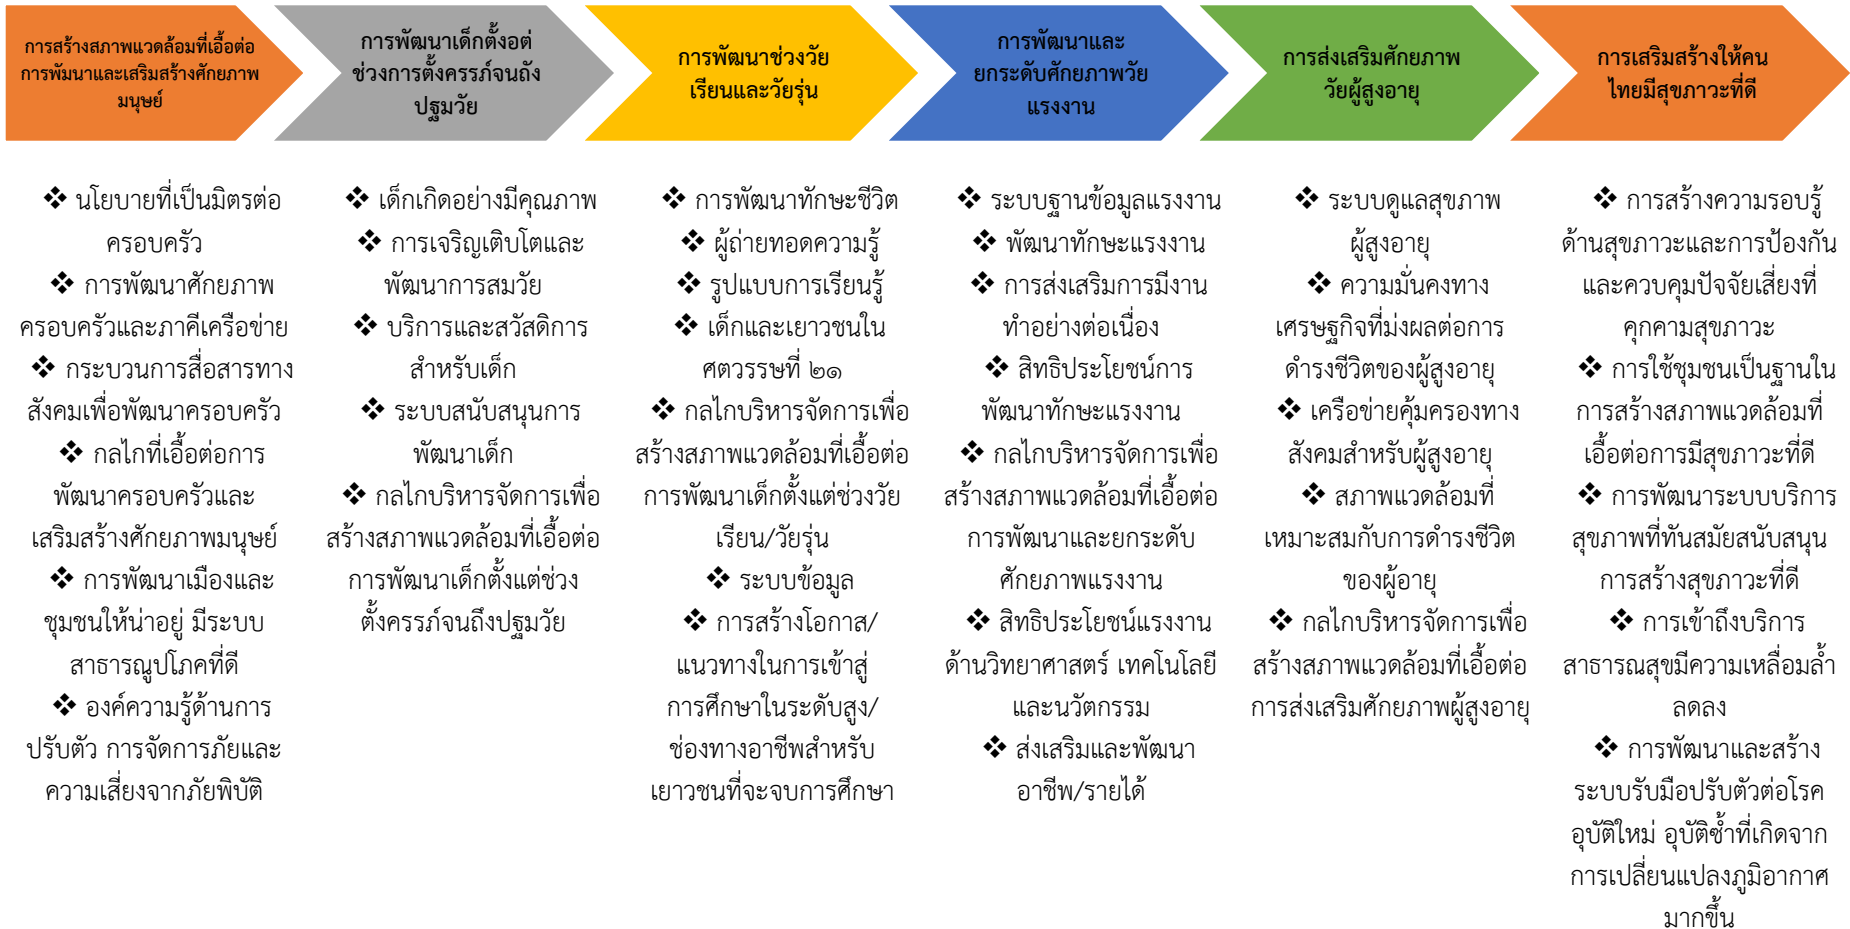 การสร้างสภาพแวดล้อมที่เอื้อต่อ
การพัมนาและเสริมสร้างศักยภาพ
มนุษย์
การพัฒนาเด็กตั้งอต่
ช่วงการตั้งครรภ์จนถัง
ปฐมวัย
การพัฒนาช่วงวัย
เรียนและวัยรุ่น
การพัฒนาและ
ยกระดับศักยภาพวัย
แรงงาน
การส่งเสริมศักยภาพ
วัยผู้สูงอายุ
การเสริมสร้างให้คน
ไทยมีสุขภาวะที่ดี
❖ นโยบายที่เป็นมิตรต่อ
ครอบครัว
❖ การพัฒนาศักยภาพ
ครอบครัวและภาคีเครือข่าย
❖ กระบวนการสื่อสารทาง
สังคมเพื่อพัฒนาครอบครัว
❖ กลไกที่เอื้อต่อการ
พัฒนาครอบครัวและ
เสริมสร้างศักยภาพมนุษย์
❖ การพัฒนาเมืองและ
ชุมชนให้น่าอยู่ มีระบบ
สาธารณูปโภคที่ดี
❖ องค์ความรู้ด้านการ
ปรับตัว การจัดการภัยและ
ความเสี่ยงจากภัยพิบัติ
❖ เด็กเกิดอย่างมีคุณภาพ
❖ การเจริญเติบโตและ
พัฒนาการสมวัย
❖ บริการและสวัสดิการ
สำหรับเด็ก
❖ ระบบสนับสนุนการ
พัฒนาเด็ก
❖ กลไกบริหารจัดการเพื่อ
สร้างสภาพแวดล้อมที่เอื้อต่อ
การพัฒนาเด็กตั้งแต่ช่วง
ตั้งครรภ์จนถึงปฐมวัย
❖ การพัฒนาทักษะชีวิต
❖ ผู้ถ่ายทอดความรู้
❖ รูปแบบการเรียนรู้
❖ เด็กและเยาวชนใน
ศตวรรษที่ ๒๑
❖ กลไกบริหารจัดการเพื่อ
สร้างสภาพแวดล้อมที่เอื้อต่อ
การพัฒนาเด็กตั้งแต่ช่วงวัย
เรียน/วัยรุ่น
❖ ระบบข้อมูล
❖ การสร้างโอกาส/
แนวทางในการเข้าสู่
การศึกษาในระดับสูง/
ช่องทางอาชีพสำหรับ
เยาวชนที่จะจบการศึกษา
❖ ระบบฐานข้อมูลแรงงาน
❖ พัฒนาทักษะแรงงาน
❖ การส่งเสริมการมีงาน
ทำอย่างต่อเนื่อง
❖ สิทธิประโยชน์การ
พัฒนาทักษะแรงงาน
❖ กลไกบริหารจัดการเพื่อ
สร้างสภาพแวดล้อมที่เอื้อต่อ
การพัฒนาและยกระดับ
ศักยภาพแรงงาน
❖ สิทธิประโยชน์แรงงาน
ด้านวิทยาศาสตร์ เทคโนโลยี
และนวัตกรรม
❖ ส่งเสริมและพัฒนา
อาชีพ/รายได้
❖ ระบบดูแลสุขภาพ
ผู้สูงอายุ
❖ ความมั่นคงทาง
เศรษฐกิจที่ม่งผลต่อการ
ดำรงชีวิตของผู้สูงอายุ
❖ เครือข่ายคุ้มครองทาง
สังคมสำหรับผู้สูงอายุ
❖ สภาพแวดล้อมที่
เหมาะสมกับการดำรงชีวิต
ของผู้อายุ
❖ กลไกบริหารจัดการเพื่อ
สร้างสภาพแวดล้อมที่เอื้อต่อ
การส่งเสริมศักยภาพผู้สูงอายุ
❖ การสร้างความรอบรู้
ด้านสุขภาวะและการป้องกัน
และควบคุมปัจจัยเสี่ยงที่
คุกคามสุขภาวะ
❖ การใช้ชุมชนเป็นฐานใน
การสร้างสภาพแวดล้อมที่
เอื้อต่อการมีสุขภาวะที่ดี
❖ การพัฒนาระบบบริการ
สุขภาพที่ทันสมัยสนับสนุน
การสร้างสุขภาวะที่ดี
❖ การเข้าถึงบริการ
สาธารณสุขมีความเหลื่อมล้ำ
ลดลง
❖ การพัฒนาและสร้าง
ระบบรับมือปรับตัวต่อโรค
อุบัติใหม่ อุบัติซ้ำที่เกิดจาก
การเปลี่ยนแปลงภูมิอากาศ
มากขึ้น